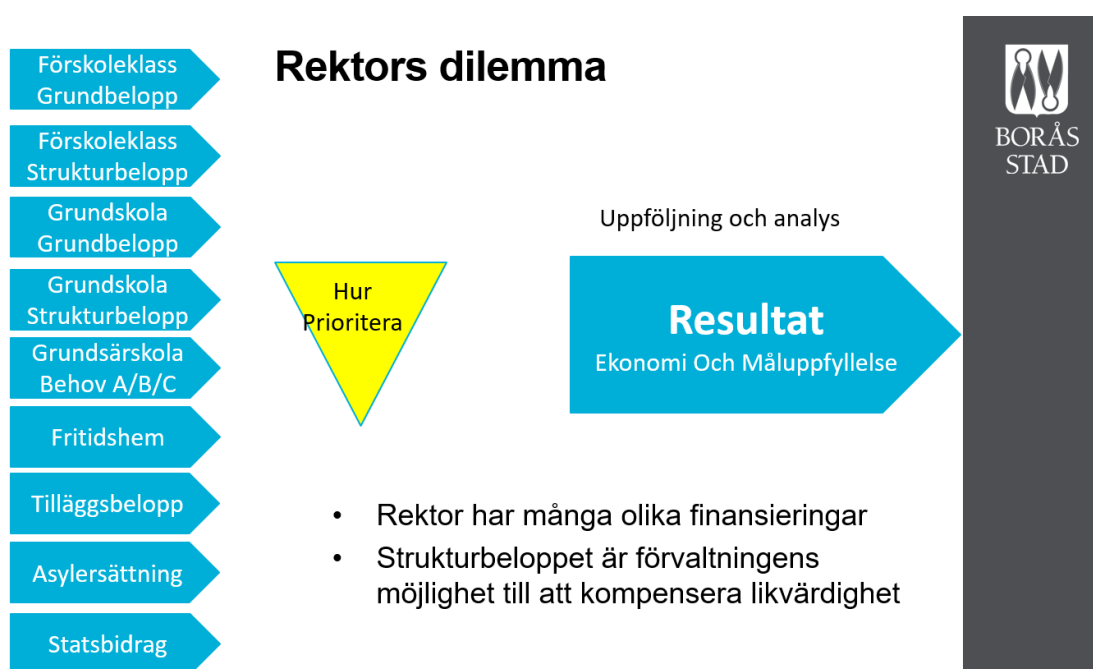 Förskoleklass
Grundbelopp
Förskoleklass
Strukturbelopp
Grundskola
Grundbelopp
Grundskola
Strukturbelopp
Grundsärskola
Behov A/B/C
Fritidshem
Tilläggsbelopp
Asylersättning
Statsbidrag
Rektors dilemma
Hur
Prioritera
Uppföljning och analys
Resultat
Ekonomi Och Måluppfyllelse
• Rektor har många olika finansieringar
• Strukturbeloppet är förvaltningens
möjlighet till att kompensera likvärdighet
BORÅS
STAD